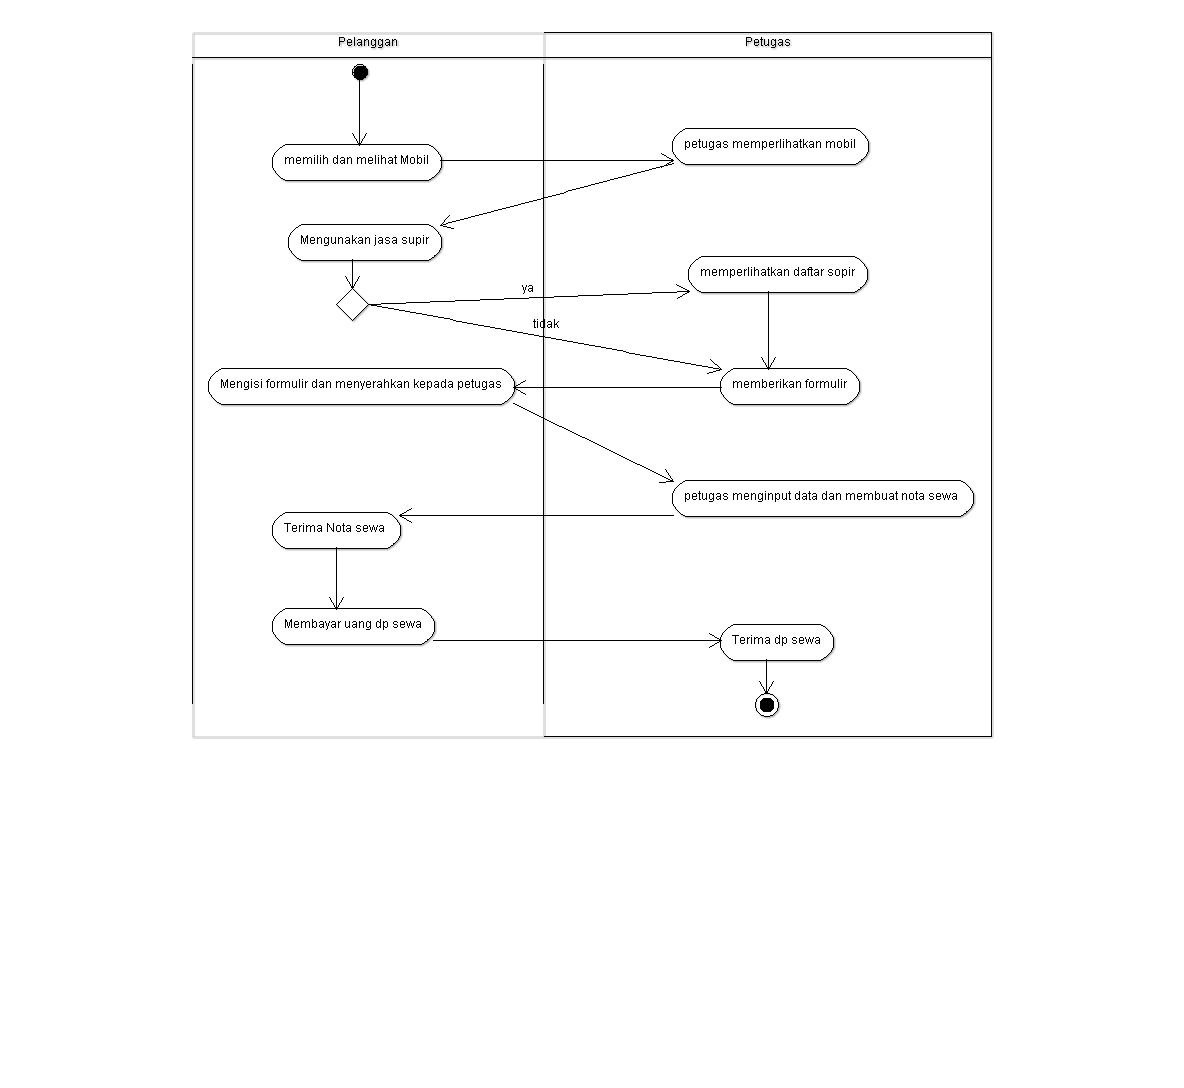 Pelanggan
Petugas
memilih dan melihat Mobil
petugas memperlihatkan mobil
Mengunakan jasa supir
memperlihatkan daftar sopir
ya
tidak
Mengisi formulir dan menyerahkan kepada petugas
memberikan formulir
petugas menginput data dan membuat nota sewa
Terima Nota sewa
Membayar uang dp sewa
Terima dp sewa